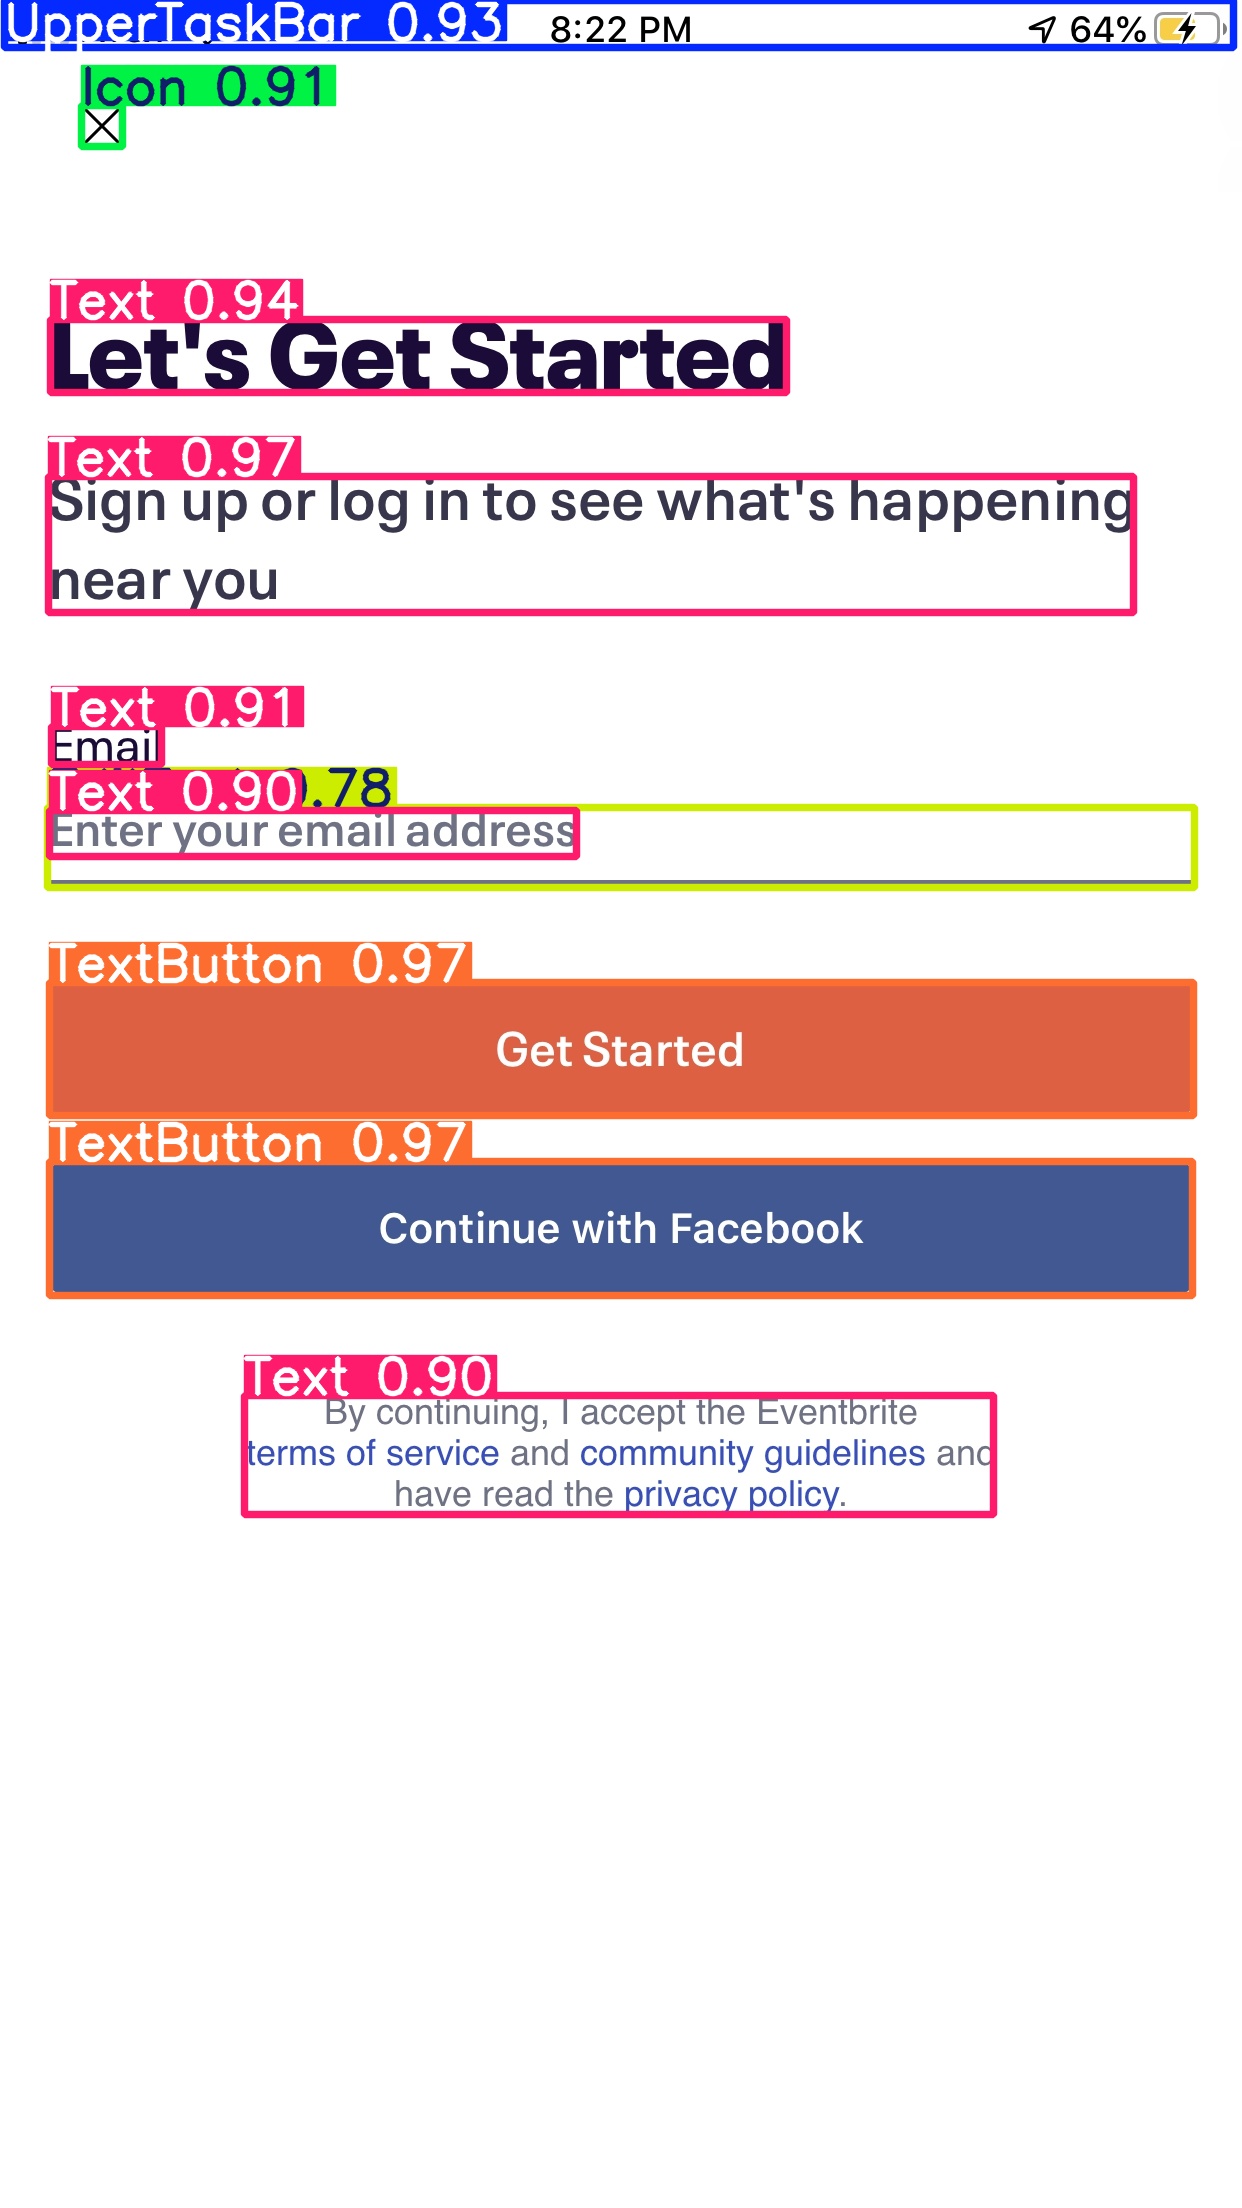 UpperTaskBar 0.93
8:22 PM
64%
Icon 0.91
Text 0.94
Let's Get Started
Text 0.97
Sign up or log in to see what's happening
near you
Text 0.91
Email
Text 0.90
0.78
Enter your email address
TextButton 0.97
Get Started
TextButton 0.97
Continue with Facebook
Text 0.90
By continuing, I accept the Eventbrite
terms of service and community guidelines and
have read the privacy policy.